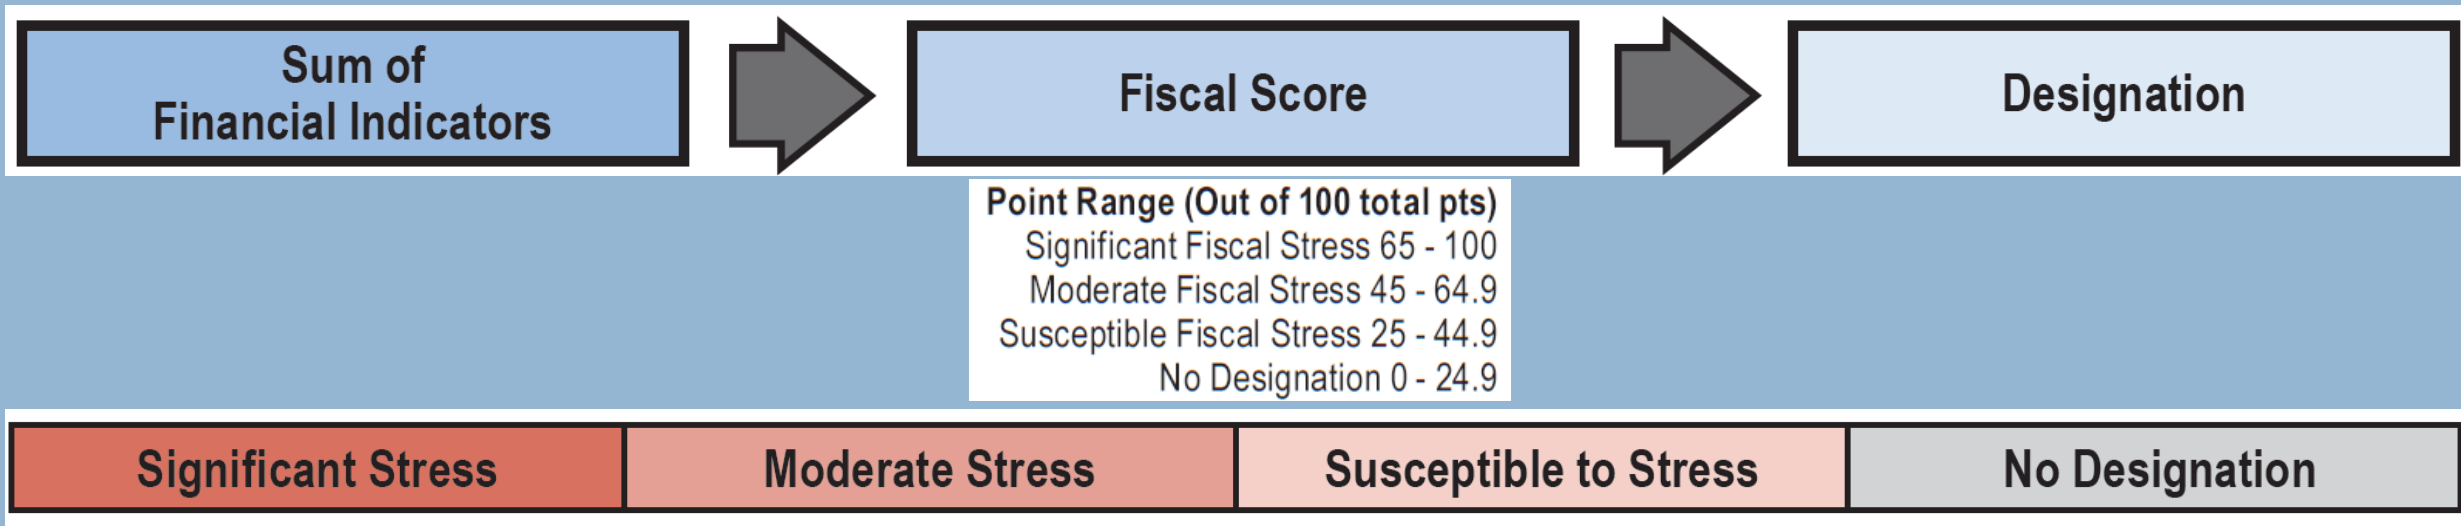 Sum of
Financial Indicators
Fiscal Score
Designation
Point Range (Out of 100 total pts)
Significant Fiscal Stress 65 - 100
Moderate Fiscal Stress 45 - 64.9
Susceptible Fiscal Stress 25 - 44.9
No Designation 0 - 24.9
Significant Stress
Moderate Stress
Susceptible to Stress
No Designation